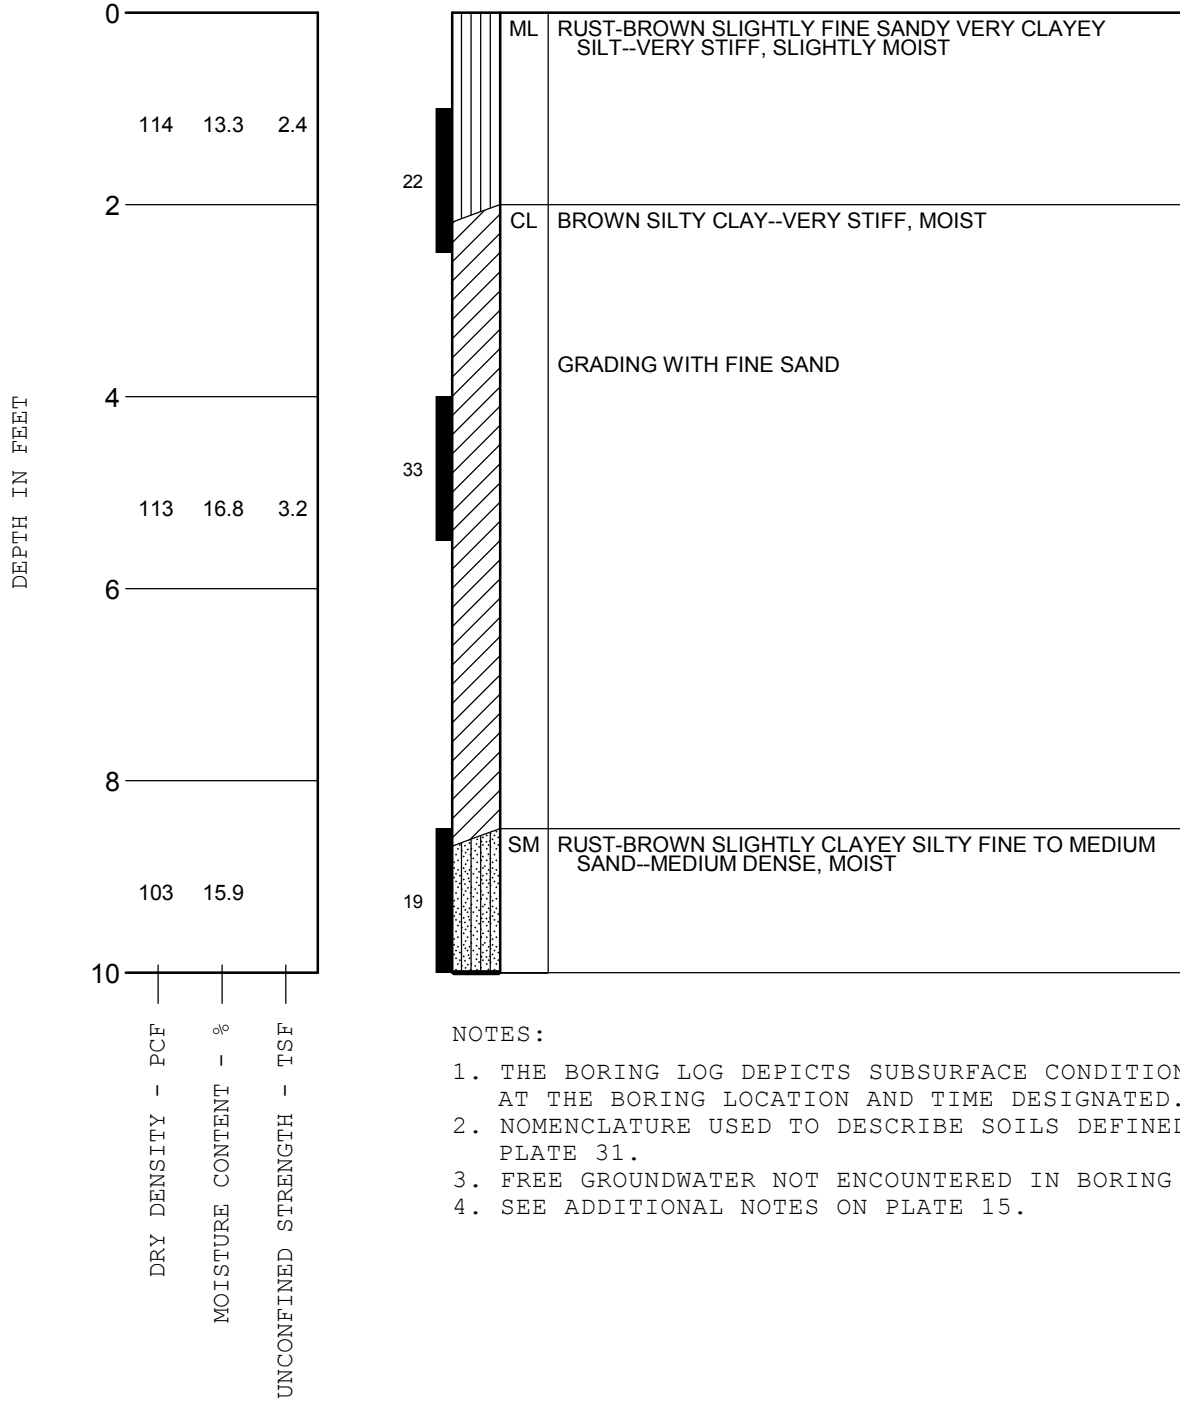 0
ML RUST-BROWN SLIGHTLY FINE SANDY VERY CLAYEY
SILT--VERY STIFF, SLIGHTLY MOIST
114 13.3 2.4
22
2
CL BROWN SILTY CLAY--VERY STIFF, MOIST
GRADING WITH FINE SAND
4
DEPTH IN FEET
33
113 16.8 3.2
6
8
SM RUST-BROWN SLIGHTLY CLAYEY SILTY FINE TO MEDIUM
SAND--MEDIUM DENSE, MOIST
103 15.9
19
10
DRY DENSITY - PCF
MOISTURE CONTENT - %
UNCONFINED STRENGTH - TSF
NOTES:
1. THE BORING LOG DEPICTS SUBSURFACE CONDITION
AT THE BORING LOCATION AND TIME DESIGNATED.
2. NOMENCLATURE USED TO DESCRIBE SOILS DEFINED
PLATE 31.
3. FREE GROUNDWATER NOT ENCOUNTERED IN BORING
4. SEE ADDITIONAL NOTES ON PLATE 15.